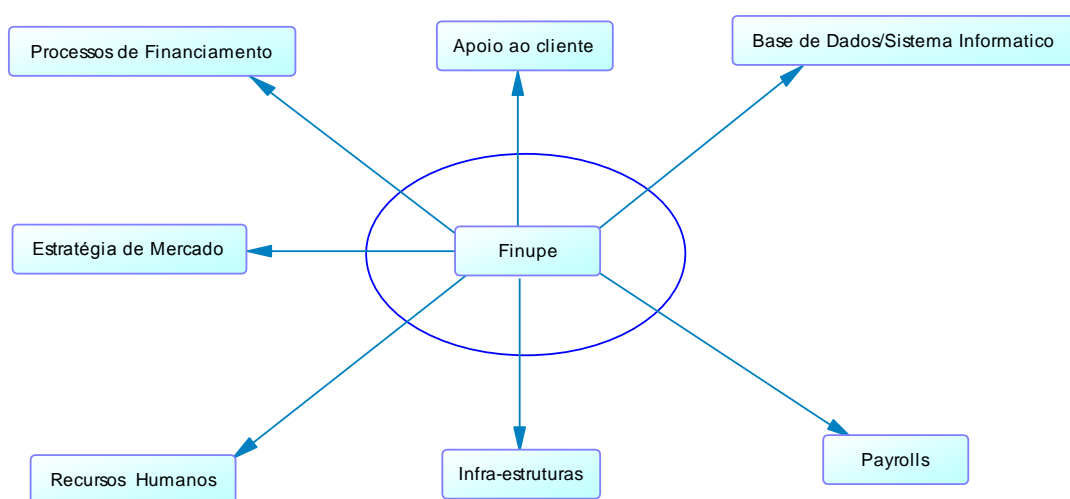 Processos de Financiamento
Apoio ao cliente
Base de Dados/Sistema Informatico
Estratégia de Mercado
Finupe
Recursos Humanos
Infra-estruturas
Payrolls